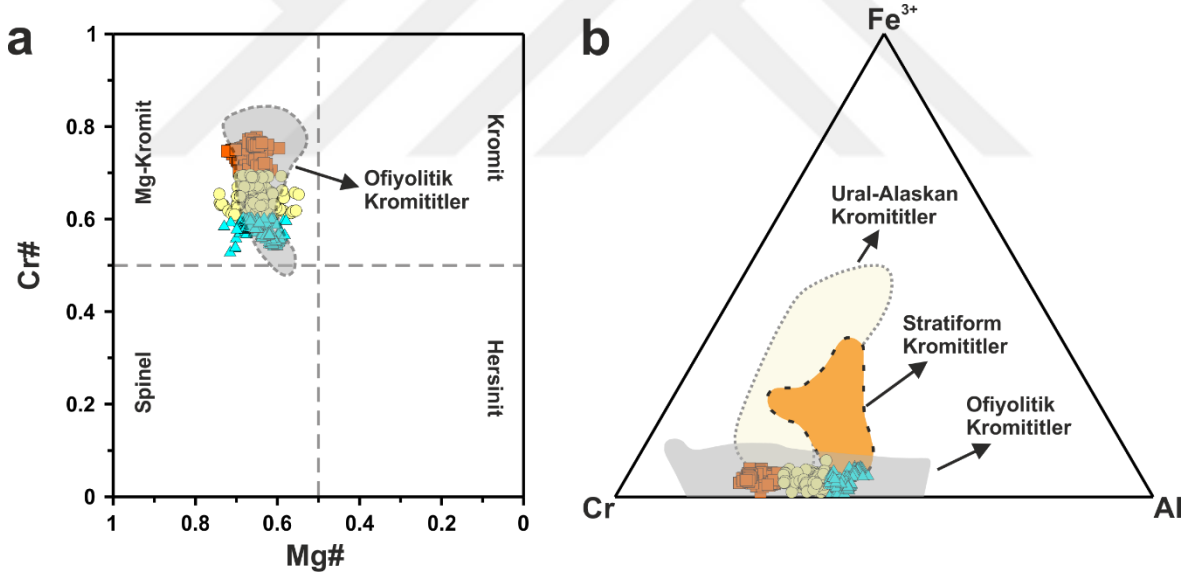 a
1
0.8
0.6
0.4
0.2
0
Cr#
Mg-Kromit
Kromit
Ofiyolitik
Kromititler
Spinel
Hersinit
1
0.8
0.6
0.4
0.2
0
Mg#
b
Fe³⁺
Ural-Alaskan
Kromititler
Stratiform
Kromititler
Ofiyolitik
Kromititler
Cr
Al